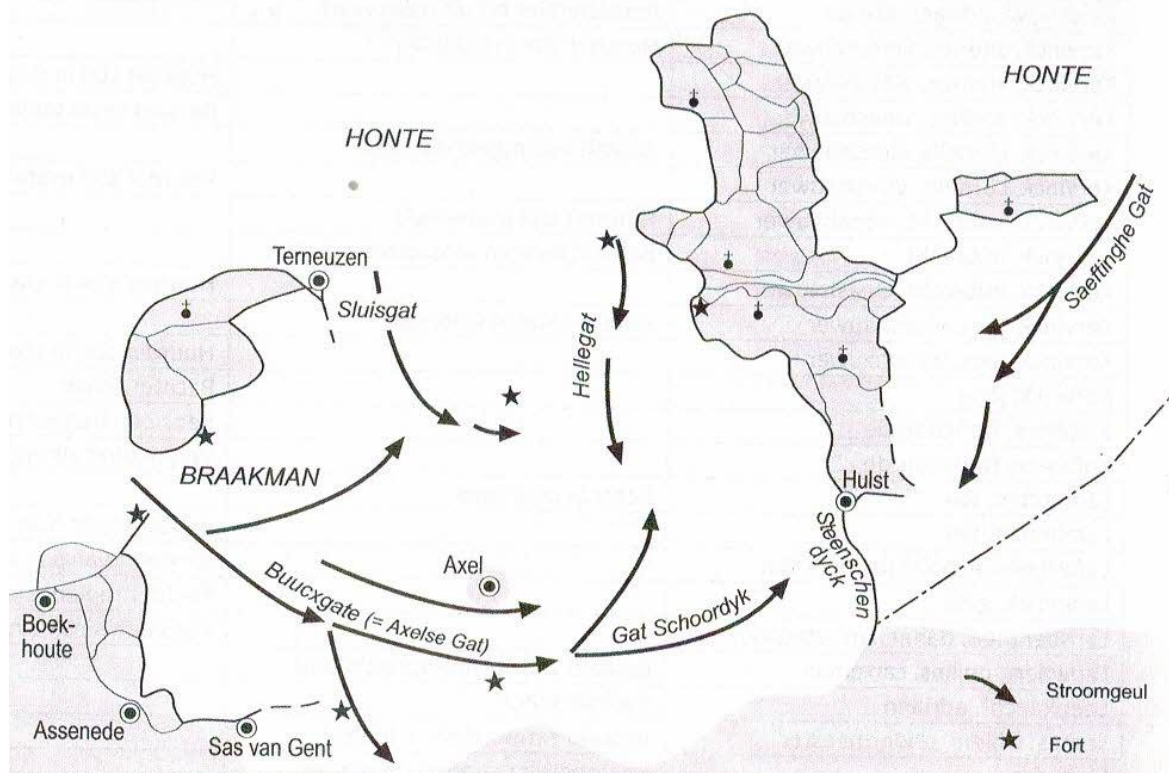 HONTE
HONTE
Terneuzen
Sluisgat
Hellegat
Saeftinghe Gat
BRAAKMAN
Hulst
Steenschen
dyck
Axel
Buucxgate (= Axelse Gat)
Gat Schoordyk
Boek-
houte
Assenede
Sas van Gent
Stroomgeul
Fort